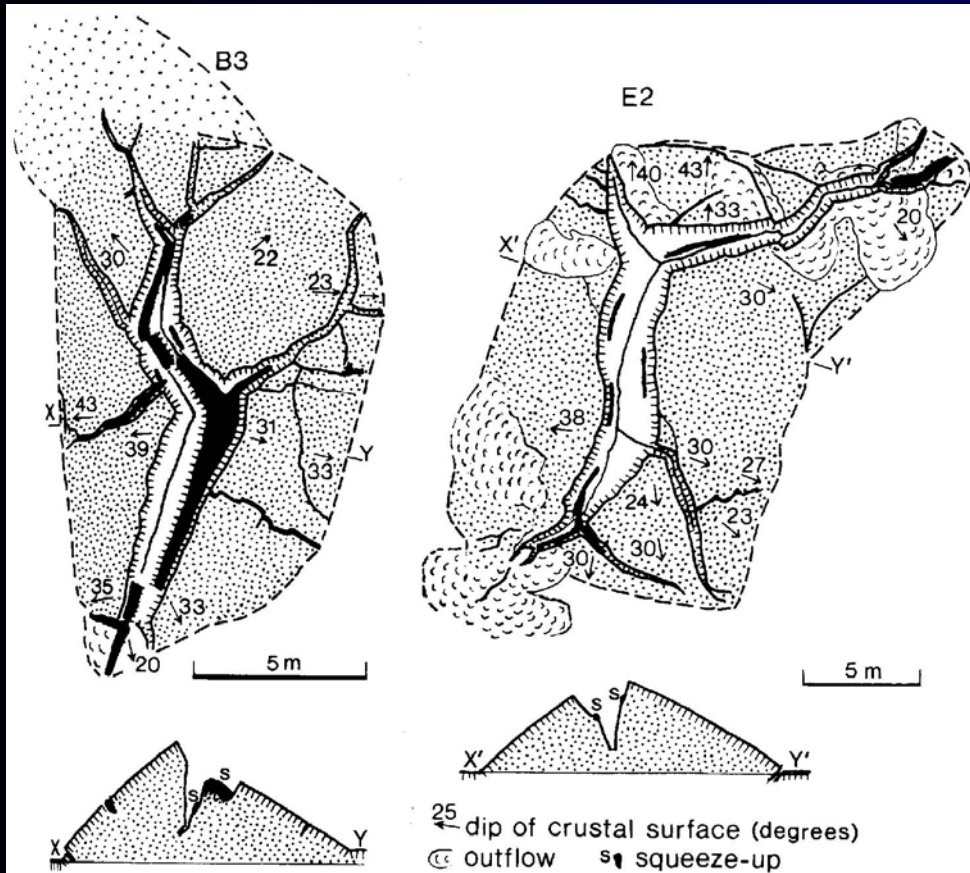 B3
E2
30
22
23
43
39
31
33
X
Y
35
33
20
5 m
40
43
33
20
X'
30
Y'
38
30
27
24
23
30
30
5 m
S
S
X
Y
S
S
X'
Y'
25
dip of crustal surface (degrees)
outflow
S
squeeze-up